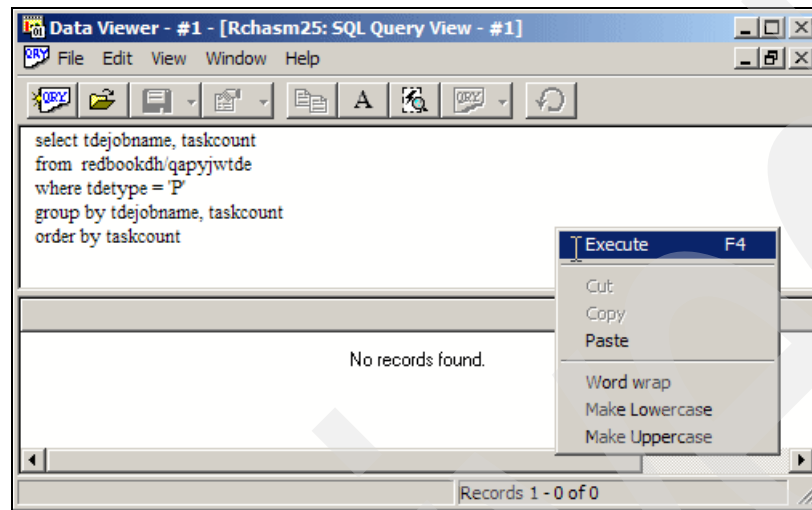 Data Viewer - #1 - [Rchasm25: SQL Query View - #1]
File Edit View Window Help
select tdejobname, taskcount
from redbookdh/qapyjwtde
where tdetype = 'P'
group by tdejobname, taskcount
order by taskcount
Execute F4
Cut
Copy
Paste
Word wrap
Make Lowercase
Make Uppercase
No records found.
Records 1 - 0 of 0